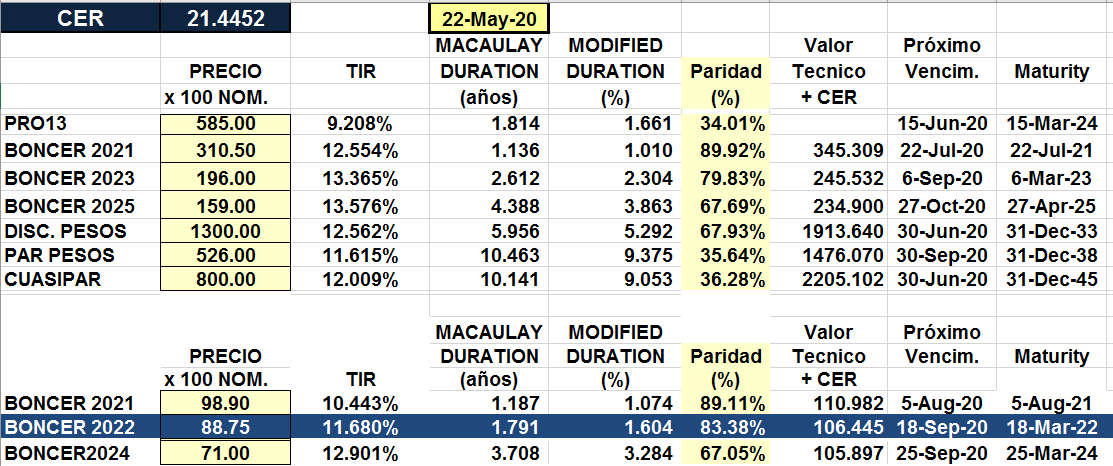 CER 21.4452 22-May-20
MACAULAY MODIFIED Valor Próximo
PRECIO TIR DURATION DURATION Paridad Tecnico Vencim. Maturity
x 100 NOM. (años) (%) (%) + CER
PRO13 585.00 9.208% 1.814 1.661 34.01% 15-Jun-20 15-Mar-24
BONCER 2021 310.50 12.554% 1.136 1.010 89.92% 345.309 22-Jul-20 22-Jul-21
BONCER 2023 196.00 13.365% 2.612 2.304 79.83% 245.532 6-Sep-20 6-Mar-23
BONCER 2025 159.00 13.576% 4.388 3.863 67.69% 234.900 27-Oct-20 27-Apr-25
DISC. PESOS 1300.00 12.562% 5.956 5.292 67.93% 1913.640 30-Jun-20 31-Dec-33
PAR PESOS 526.00 11.615% 10.463 9.375 35.64% 1476.070 30-Sep-20 31-Dec-38
CUASIPAR 800.00 12.009% 10.141 9.053 36.28% 2205.102 30-Jun-20 31-Dec-45
MACAULAY MODIFIED Valor Próximo
PRECIO DURATION DURATION Paridad Tecnico Vencim. Maturity
x 100 NOM. TIR (años) (%) (%) + CER
BONCER 2021 98.90 10.443% 1.187 1.074 89.11% 110.982 5-Aug-20 5-Aug-21
BONCER 2022 88.75 11.680% 1.791 1.604 83.38% 106.445 18-Sep-20 18-Mar-22
BONCER2024 71.00 12.901% 3.708 3.284 67.05% 105.897 25-Sep-20 25-Mar-24